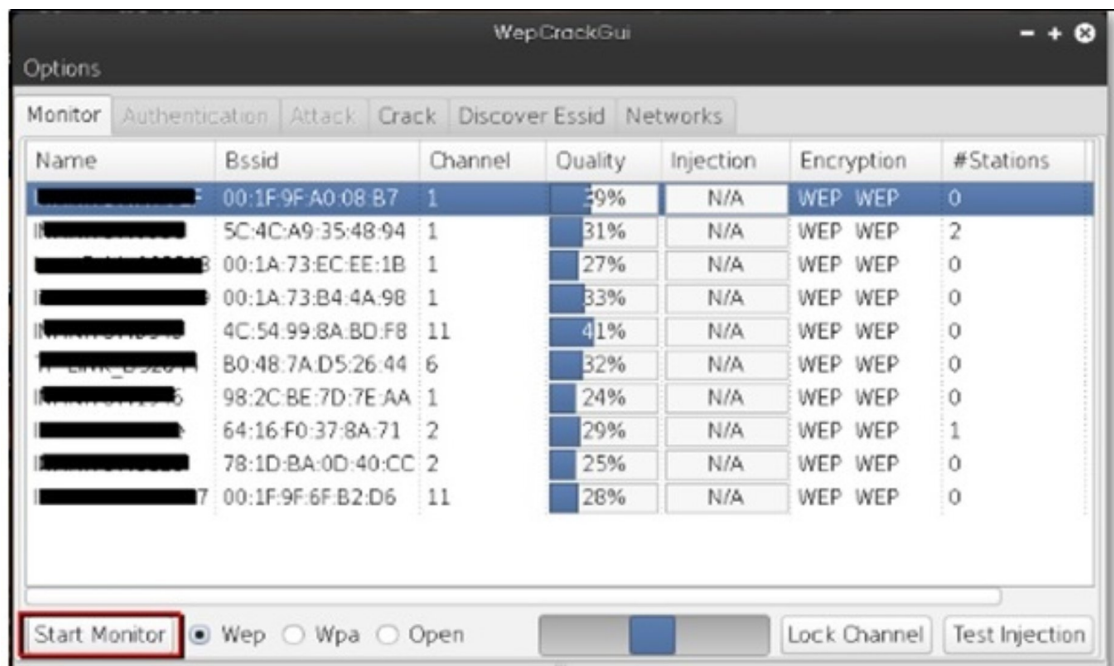 WepCrackGui
Options
Monitor Authentication Attack Crack Discover Essid Networks
Name Bssid Channel Quality Injection Encryption #Stations
00:1F:9F:A0:08:B7 1 39% N/A WEP WEP 0
5C:4C:A9:35:48:94 1 31% N/A WEP WEP 2
00:1A:73:EC:EE:1B 1 27% N/A WEP WEP 0
00:1A:73:B4:4A:98 1 33% N/A WEP WEP 0
4C:54:99:8A:BD:F8 11 41% N/A WEP WEP 0
B0:48:7A:D5:26:44 6 32% N/A WEP WEP 0
98:2C:BE:7D:7E:AA 1 24% N/A WEP WEP 0
64:16:F0:37:8A:71 2 29% N/A WEP WEP 1
78:1D:BA:0D:40:CC 2 25% N/A WEP WEP 0
00:1F:9F:6F:B2:D6 11 28% N/A WEP WEP 0
Start Monitor Wep Wpa Open Lock Channel Test Injection